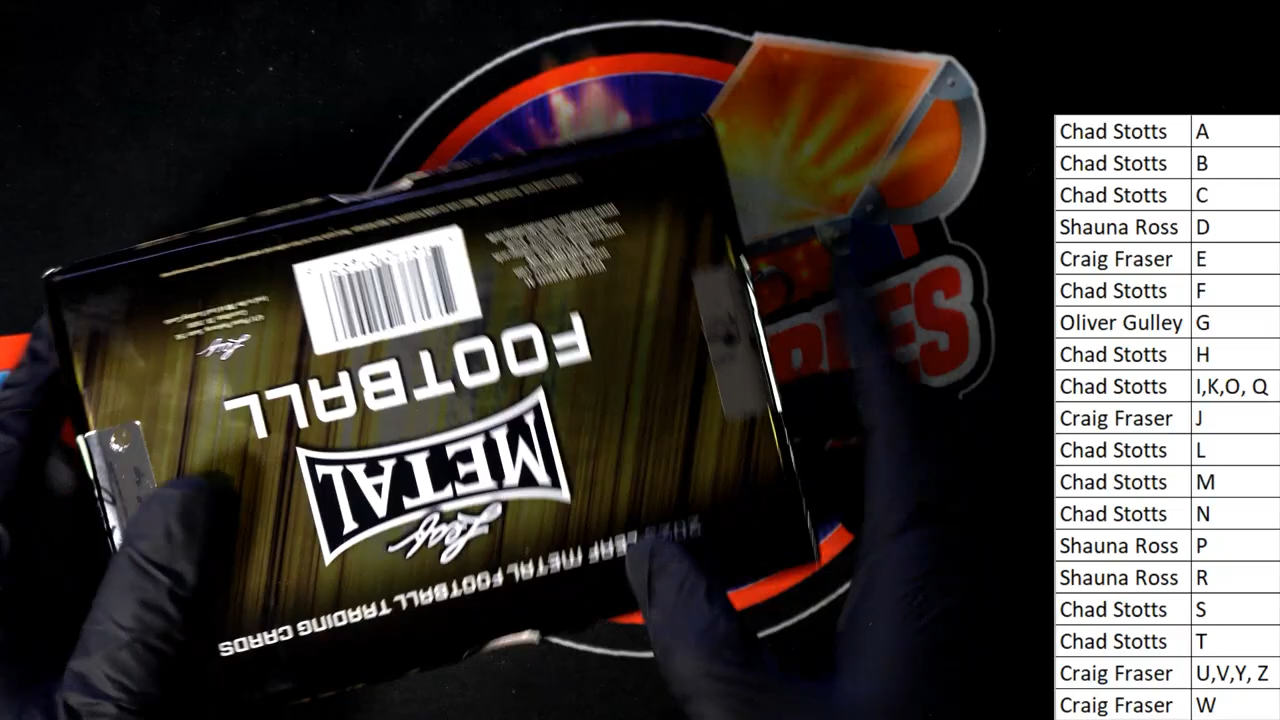 FOOTBALL
METAL
Leaf
LEAF METAL FOOTBALL TRADING CARDS
Leaf
Chad Stotts A
Chad Stotts B
Chad Stotts C
Shauna Ross D
Craig Fraser E
Chad Stotts F
Oliver Gulley G
Chad Stotts H
Chad Stotts I,K,O, Q
Craig Fraser J
Chad Stotts L
Chad Stotts M
Chad Stotts N
Shauna Ross P
Shauna Ross R
Chad Stotts S
Chad Stotts T
Craig Fraser U,V,Y, Z
Craig Fraser W